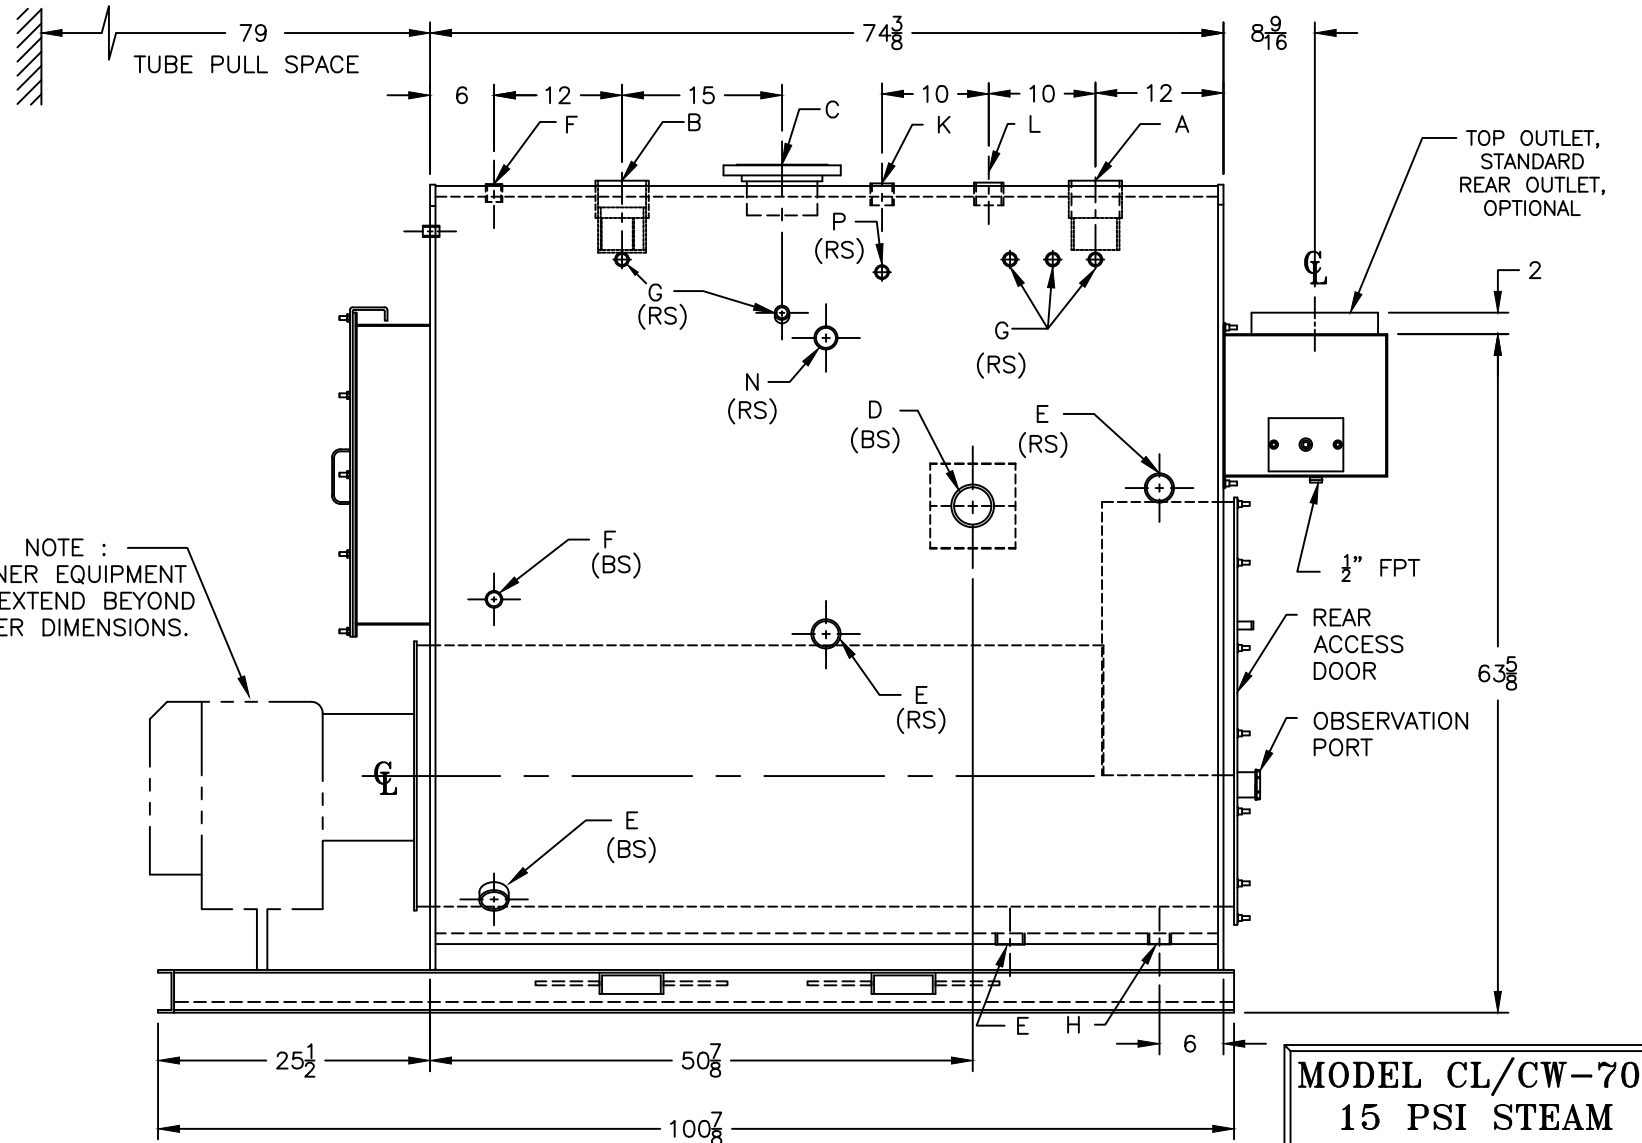 79
TUBE PULL SPACE
74 3/8
8 9/16
6
12
15
10
10
12
F
B
C
K
L
A
TOP OUTLET,
STANDARD
REAR OUTLET,
OPTIONAL
P
(RS)
℄
2
G
(RS)
G
(RS)
N
(RS)
D
(BS)
E
(RS)
F
(BS)
1/2" FPT
NOTE :
NER EQUIPMENT
EXTEND BEYOND
ER DIMENSIONS.
REAR
ACCESS
DOOR
63 5/8
E
(RS)
OBSERVATION
PORT
℄
E
(BS)
E
H
6
25 1/2
50 7/8
100 7/8
MODEL CL/CW-70
15 PSI STEAM